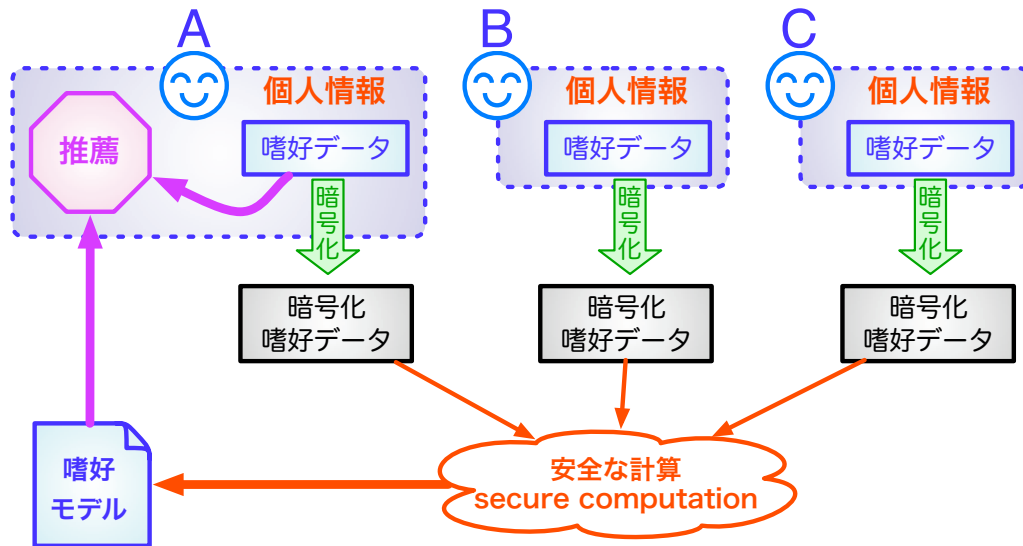 A
B
C
個人情報
個人情報
個人情報
推薦
嗜好データ
嗜好データ
嗜好データ
暗号化
暗号化
暗号化
暗号化
嗜好データ
暗号化
嗜好データ
暗号化
嗜好データ
嗜好
モデル
安全な計算
secure computation